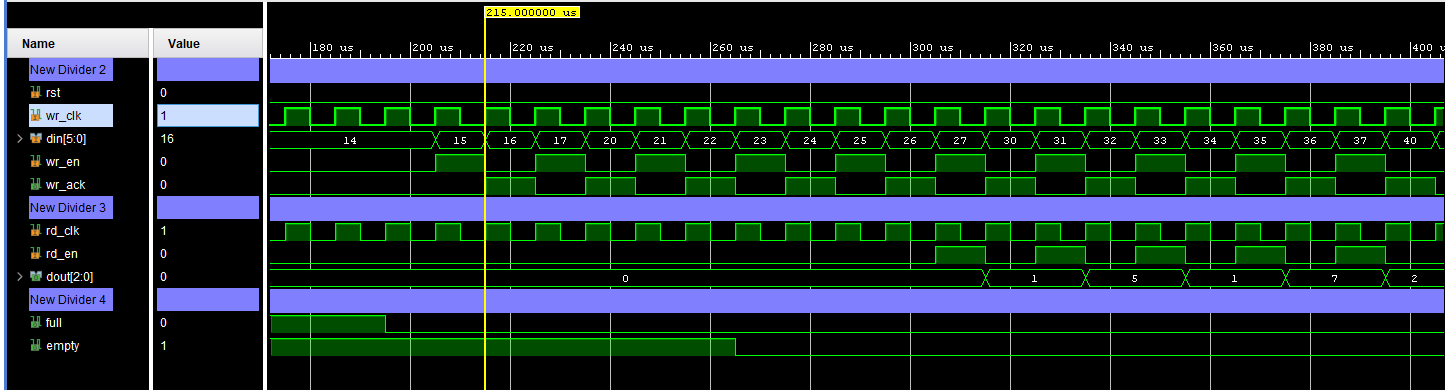 215.000000 us
Name Value
180 us 200 us 220 us 240 us 260 us 280 us 300 us 320 us 340 us 360 us 380 us 400 us
New Divider 2
rst 0
wr_clk 1
din[5:0] 16 14 15 16 17 20 21 22 23 24 25 26 27 30 31 32 33 34 35 36 37 40
wr_en 0
wr_ack 0
New Divider 3
rd_clk 1
rd_en 0
dout[2:0] 0 0 1 5 1 7 2
New Divider 4
full 0
empty 1